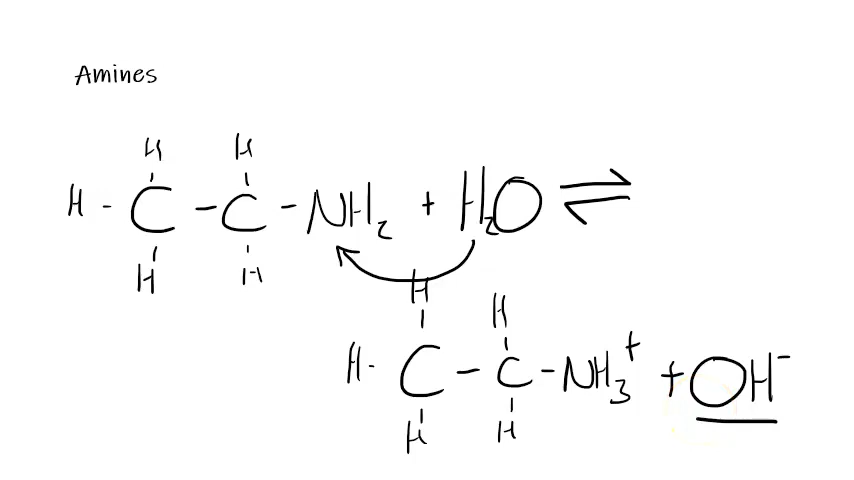 Amines
H H
H - C - C - NH₂ + H₂O ⇌
H H
H H
H - C - C - NH₃⁺ + OH⁻
H H